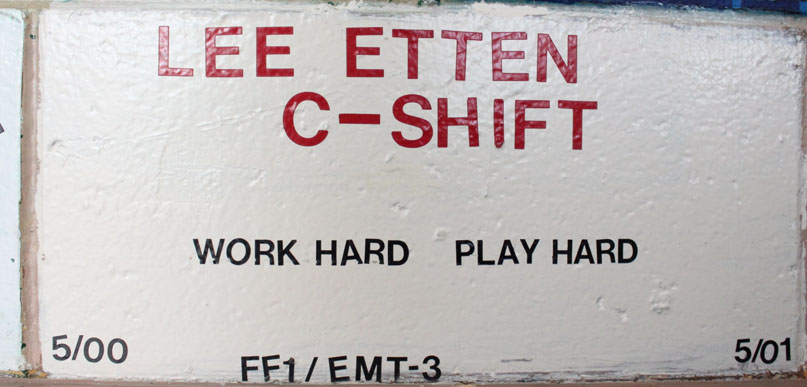 LEE ETTEN
C-SHIFT
WORK HARD PLAY HARD
5/00 5/01
FF1/EMT-3